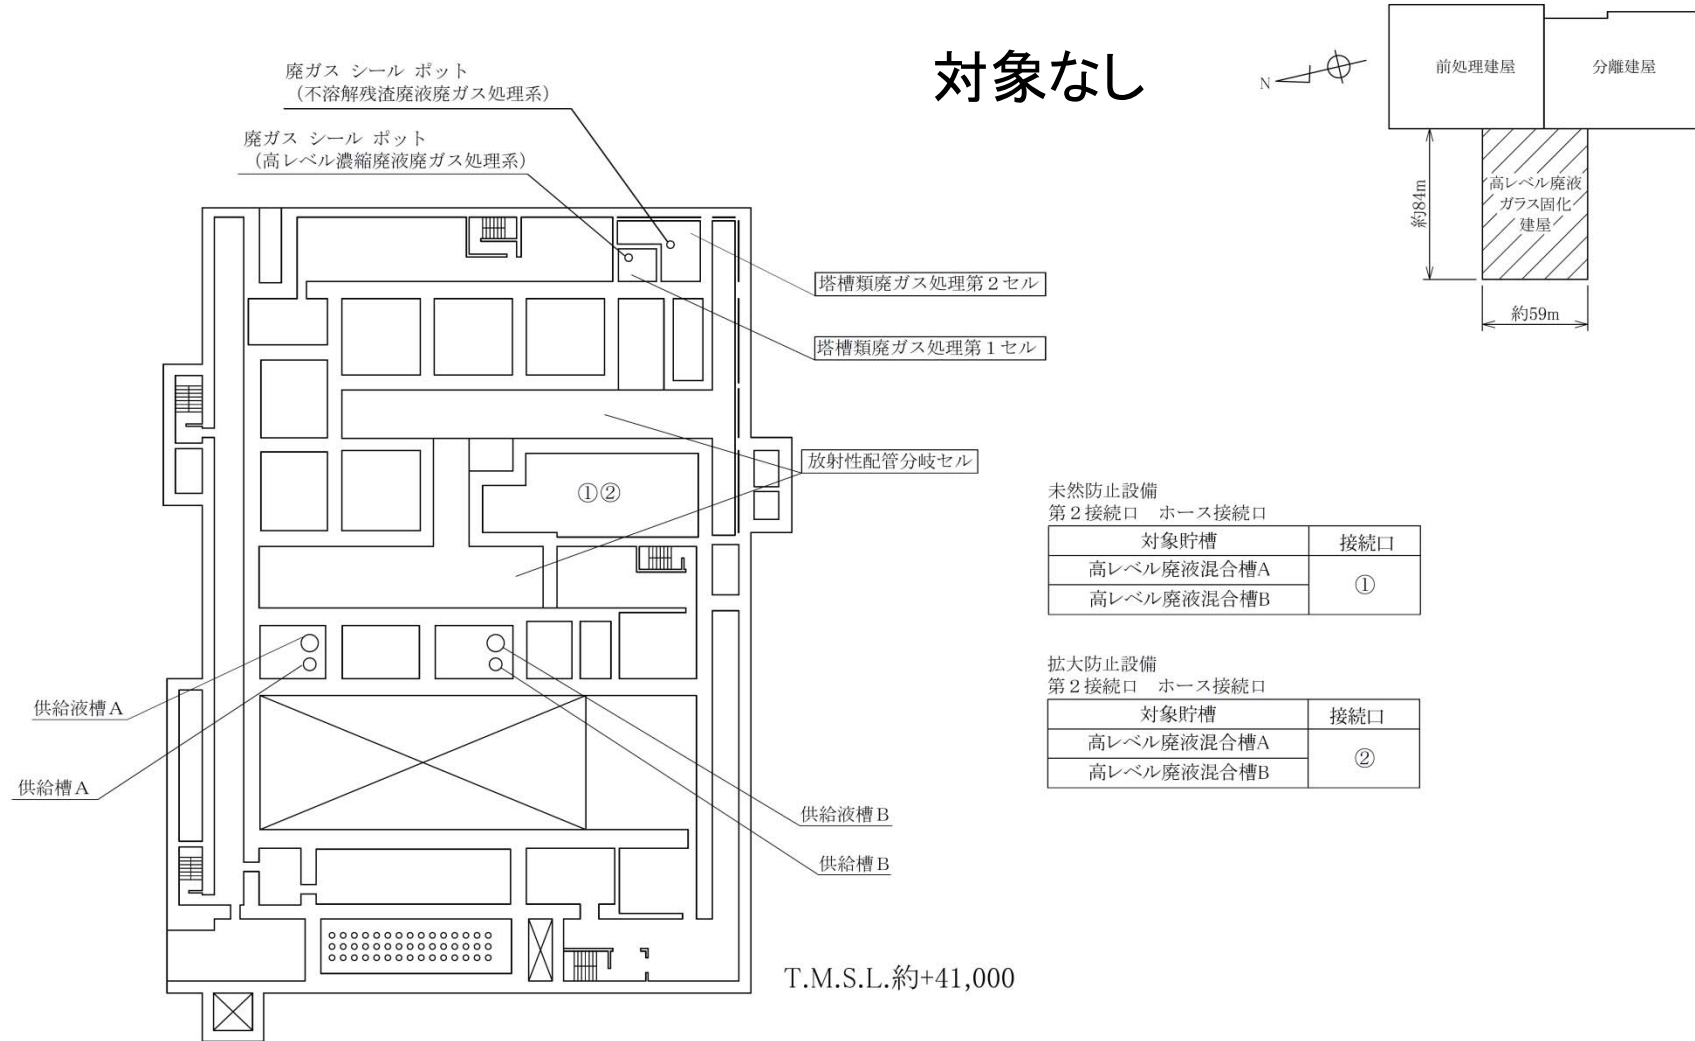 対象なし
廃ガス シール ポット
（不溶解残渣廃液廃ガス処理系）
廃ガス シール ポット
（高レベル濃縮廃液廃ガス処理系）
N
前処理建屋
分離建屋
高レベル廃液
ガラス固化
建屋
約84m
約59m
塔槽類廃ガス処理第２セル
塔槽類廃ガス処理第１セル
放射性配管分岐セル
①②
供給液槽A
供給槽A
供給液槽B
供給槽B
未然防止設備
第２接続口　ホース接続口
対象貯槽 接続口
高レベル廃液混合槽A ①
高レベル廃液混合槽B
拡大防止設備
第２接続口　ホース接続口
対象貯槽 接続口
高レベル廃液混合槽A ②
高レベル廃液混合槽B
T.M.S.L.約+41,000